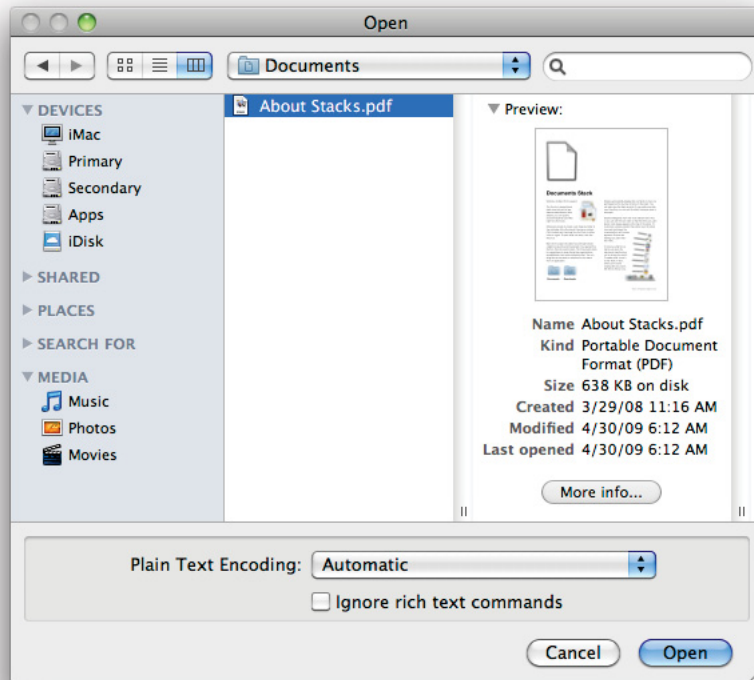 Open
Documents
DEVICES
iMac
Primary
Secondary
Apps
iDisk
SHARED
PLACES
SEARCH FOR
MEDIA
Music
Photos
Movies
About Stacks.pdf
Preview:
Documents Stack
Name About Stacks.pdf
Kind Portable Document
Format (PDF)
Size 638 KB on disk
Created 3/29/08 11:16 AM
Modified 4/30/09 6:12 AM
Last opened 4/30/09 6:12 AM
More info...
Plain Text Encoding: Automatic
Ignore rich text commands
Cancel Open